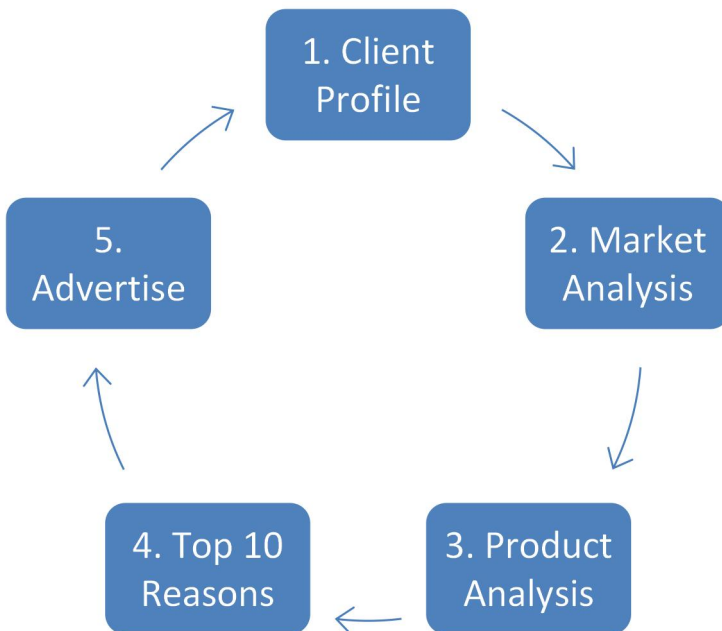 1. Client
Profile
2. Market
Analysis
3. Product
Analysis
4. Top 10
Reasons
5.
Advertise